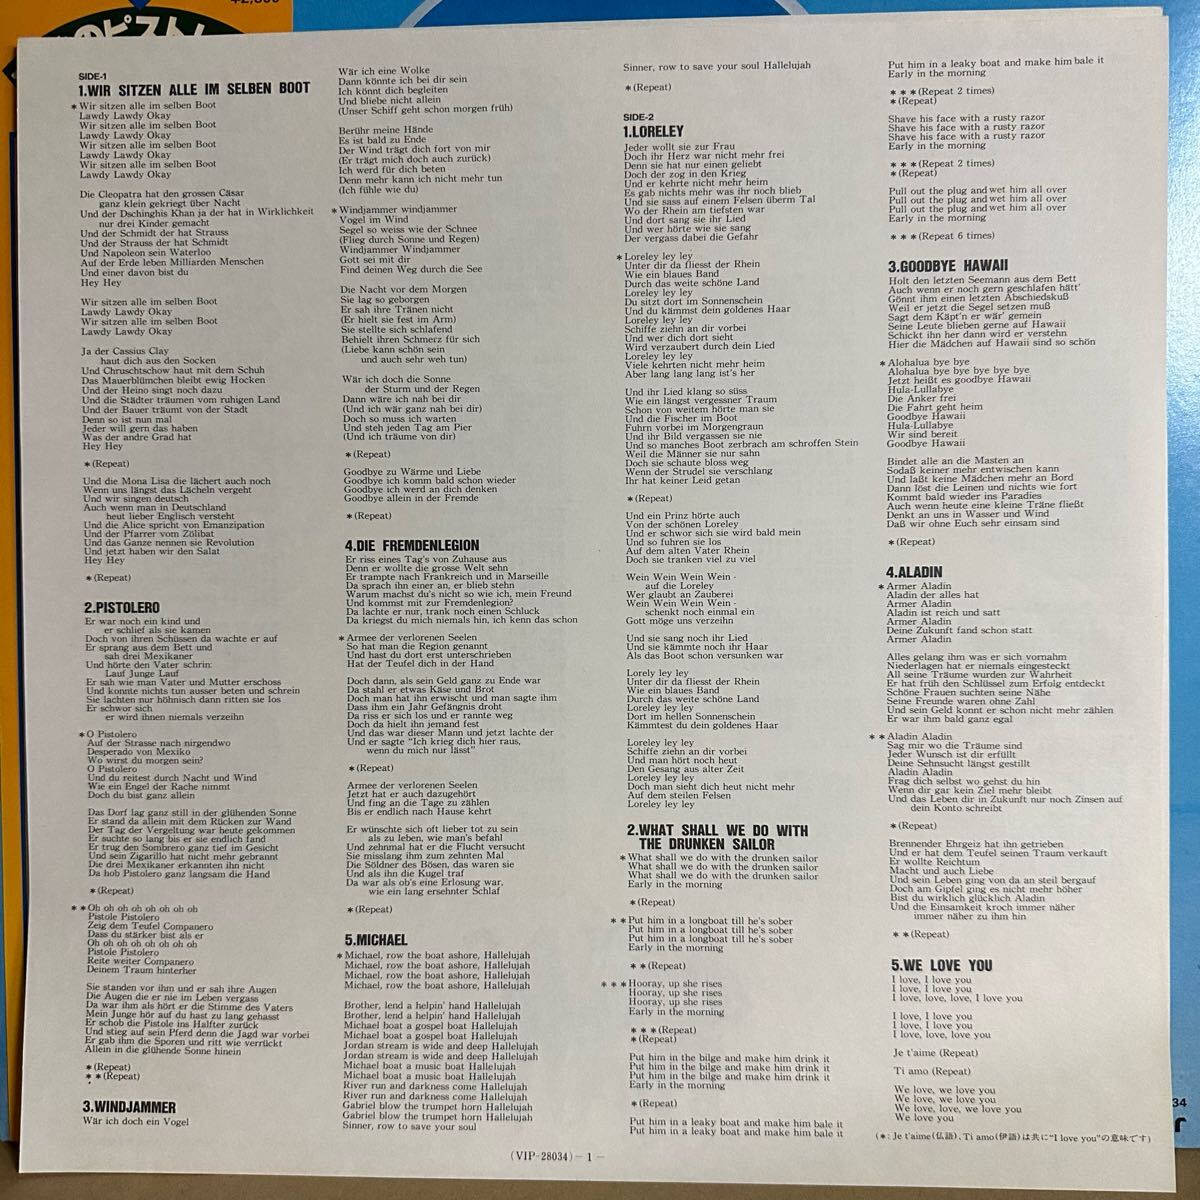 ¥2,500
のピストル
SIDE-1
1.WIR SITZEN ALLE IM SELBEN BOOT
*Wir sitzen alle im selben Boot
Lawdy Lawdy Okay
Wir sitzen alle im selben Boot
Lawdy Lawdy Okay
Wir sitzen alle im selben Boot
Lawdy Lawdy Okay
Wir sitzen alle im selben Boot
Lawdy Lawdy Okay
Die Cleopatra hat den grossen Cäsar
ganz klein gekriegt über Nacht
Und der Dschinghis Khan ja der hat in Wirklichkeit
nur drei Kinder gemacht
Und der Schmidt der hat Strauss
Und der Strauss der hat Schmidt
Und Napoleon sein Waterloo
Auf der Erde leben Milliarden Menschen
Und einer davon bist du
Hey Hey
Wir sitzen alle im selben Boot
Lawdy Lawdy Okay
Wir sitzen alle im selben Boot
Lawdy Lawdy Okay
Ja der Cassius Clay
haut dich aus den Socken
Und Chruschtschow haut mit dem Schuh
Das Mauerblümchen bleibt ewig Hocken
Und der Heino singt noch dazu
Und die Städter träumen vom ruhigen Land
Und der Bauer träumt von der Stadt
Denn so ist nun mal
Jeder will gern das haben
Was der andre Grad hat
Hey Hey
*(Repeat)
Und die Mona Lisa die lächert auch noch
Wenn uns längst das Lächeln vergeht
Und wir singen deutsch
Auch wenn man in Deutschland
heut lieber Englisch versteht
Und die Alice spricht von Emanzipation
Und der Pfarrer vom Zölibat
Und das Ganze nennen sie Revolution
Und jetzt haben wir den Salat
Hey Hey
*(Repeat)
2.PISTOLERO
Er war noch ein kind und
er schlief als sie kamen
Doch von ihren Schüssen da wachte er auf
Er sprang aus dem Bett und
sah drei Mexikaner
Und hörte den Vater schrin:
Lauf Junge Lauf
Er sah wie man Vater und Mutter erschoss
Und konnte nichts tun ausser beten und schrein
Sie lachten nur höhnisch dann ritten sie los
Er schwor sich
er wird ihnen niemals verzeihn
*O Pistolero
Auf der Strasse nach nirgendwo
Desperado von Mexiko
Wo wirst du morgen sein?
O Pistolero
Und du reitest durch Nacht und Wind
Wie ein Engel der Rache nimmt
Doch du bist ganz allein
Das Dorf lag ganz still in der glühenden Sonne
Er stand da allein mit dem Rücken zur Wand
Der Tag der Vergeltung war heute gekommen
Er suchte so lang bis er sie endlich fand
Er trug den Sombrero ganz tief im Gesicht
Und sein Zigarillo hat nicht mehr gebrannt
Die drei Mexikaner erkannten ihn nicht
Da hob Pistolero ganz langsam die Hand
*(Repeat)
**Oh oh oh oh oh oh oh
Pistole Pistolero
Zeig dem Teufel Companero
Dass du stärker bist als er
Oh oh oh oh oh oh oh
Pistole Pistolero
Reite weiter Companero
Deinem Traum hinterher
Sie standen vor ihm und er sah ihre Augen
Die Augen die er nie im Leben vergass
Da war ihm als hört er die Stimme des Vaters
Mein Junge hör auf du hast zu lang gehasst
Er schob die Pistole ins Halfter zurück
Und stieg auf sein Pferd denn die Jagd war vorbei
Er gab ihm die Sporen und ritt wie verrückt
Allein in die glühende Sonne hinein
*(Repeat)
**(Repeat)
3.WINDJAMMER
Wär ich doch ein Vogel
Wär ich eine Wolke
Dann könnte ich bei dir sein
Ich könnt dich begleiten
Und bliebe nicht allein
(Unser Schiff geht schon morgen früh)
Berühr meine Hände
Es ist bald zu Ende
Der Wind trägt dich fort von mir
(Er trägt mich doch auch zurück)
Ich werd für dich beten
Denn mehr kann ich nicht mehr tun
(Ich fühle wie du)
*Windjammer windjammer
Vogel im Wind
Segel so weiss wie der Schnee
(Flieg durch Sonne und Regen)
Windjammer Windjammer
Gott sei mit dir
Find deinen Weg durch die See
Die Nacht vor dem Morgen
Sie lag so geborgen
Er sah ihre Tränen nicht
(Er hielt sie fest im Arm)
Sie stellte sich schlafend
Behielt ihren Schmerz für sich
(Liebe kann schön sein
und auch sehr weh tun)
Wär ich doch die Sonne
der Sturm und der Regen
Dann wäre ich nah bei dir
(Und ich wär ganz nah bei dir)
Doch so muss ich warten
Und steh jeden Tag am Pier
(Und ich träume von dir)
*(Repeat)
Goodbye zu Wärme und Liebe
Goodbye ich komm bald schon wieder
Goodbye ich werd an dich denken
Goodbye allein in der Fremde
*(Repeat)
4.DIE FREMDENLEGION
Er riss eines Tag's von Zuhause aus
Denn er wollte die grosse Welt sehn
Er trampte nach Frankreich und in Marseille
Da sprach ihn einer an, er blieb stehn
Warum machst du's nicht so wie ich, mein Freund
Und kommst mit zur Fremdenlegion?
Da lachte er nur, trank noch einen Schluck
Da kriegst du mich niemals hin, ich kenn das schon
*Armee der verlorenen Seelen
So hat man die Region genannt
Und hast du dort erst unterschrieben
Hat der Teufel dich in der Hand
Doch dann, als sein Geld ganz zu Ende war
Da stahl er etwas Käse und Brot
Doch man hat ihn erwischt und man sagte ihm
Dass ihm ein Jahr Gefängnis droht
Da riss er sich los und er rannte weg
Doch da hielt ihn jemand fest
Und das war dieser Mann und jetzt lachte der
Und er sagte "Ich krieg dich hier raus,
wenn du mich nur lässt"
*(Repeat)
Armee der verlorenen Seelen
Jetzt hat er auch dazugehört
Und fing an die Tage zu zählen
Bis er endlich nach Hause kehrt
Er wünschte sich oft lieber tot zu sein
als zu leben, wie man's befahl
Und zehnmal hat er die Flucht versucht
Sie misslang ihm zum zehnten Mal
Die Söldner des Bösen, das waren sie
Und als ihn die Kugel traf
Da war als ob's eine Erlosung war,
wie ein lang ersehnter Schlaf
*(Repeat)
5.MICHAEL
*Michael, row the boat ashore, Hallelujah
Michael, row the boat ashore, Hallelujah
Michael, row the boat ashore, Hallelujah
Michael, row the boat ashore, Hallelujah
Brother, lend a helpin' hand Hallelujah
Brother, lend a helpin' hand Hallelujah
Michael boat a gospel boat Hallelujah
Michael boat a gospel boat Hallelujah
Jordan stream is wide and deep Hallelujah
Jordan stream is wide and deep Hallelujah
Michael boat a music boat Hallelujah
Michael boat a music boat Hallelujah
River run and darkness come Hallelujah
River run and darkness come Hallelujah
Gabriel blow the trumpet horn Hallelujah
Gabriel blow the trumpet horn Hallelujah
Sinner, row to save your soul
Sinner, row to save your soul Hallelujah
*(Repeat)
SIDE-2
1.LORELEY
Jeder wollt sie zur Frau
Doch ihr Herz war nicht mehr frei
Denn sie hat nur einen geliebt
Doch der zog in den Krieg
Und er kehrte nicht mehr heim
Es gab nichts mehr was ihr noch blieb
Und sie sass auf einem Felsen überm Tal
Wo der Rhein am tiefsten war
Und dort sang sie ihr Lied
Und wer hörte wie sie sang
Der vergass dabei die Gefahr
*Loreley ley ley
Unter dir da fliesst der Rhein
Wie ein blaues Band
Durch das weite schöne Land
Loreley ley ley
Du sitzt dort im Sonnenschein
Und du kämmst dein goldenes Haar
Loreley ley ley
Schiffe ziehn an dir vorbei
Und wer dich dort sieht
Wird verzaubert durch dein Lied
Loreley ley ley
Viele kehrten nicht mehr heim
Aber lang lang lang ist's her
Und ihr Lied klang so süss
Wie ein längst vergessner Traum
Schon von weitem hörte man sie
Und die Fischer im Boot
Fuhrn vorbei im Morgengraun
Und ihr Bild vergassen sie nie
Und so manches Boot zerbrach am schroffen Stein
Weil die Männer sie nur sahn
Doch sie schaute bloss weg
Wenn der Strudel sie verschlang
Ihr hat keiner Leid getan
*(Repeat)
Und ein Prinz hörte auch
Von der schönen Loreley
Und er schwor sich sie wird bald mein
Und so fuhren sie los
Auf dem alten Vater Rhein
Doch sie tranken viel zu viel
Wein Wein Wein Wein -
auf die Loreley
Wer glaubt an Zauberei
Wein Wein Wein Wein -
schenkt noch einmal ein
Gott möge uns verzeihn
Und sie sang noch ihr Lied
Und sie kämmte noch ihr Haar
Als das Boot schon versunken war
Lorely ley ley
Unter dir da fliesst der Rhein
Wie ein blaues Band
Durch das weite schöne Land
Loreley ley ley
Dort im hellen Sonnenschein
Kämmtest du dein goldenes Haar
Loreley ley ley
Schiffe ziehn an dir vorbei
Und man hört noch heut
Den Gesang aus alter Zeit
Loreley ley ley
Doch man sieht dich heut nicht mehr
Auf dem steilen Felsen
Loreley ley ley
2.WHAT SHALL WE DO WITH
THE DRUNKEN SAILOR
*What shall we do with the drunken sailor
What shall we do with the drunken sailor
What shall we do with the drunken sailor
Early in the morning
*(Repeat)
**Put him in a longboat till he's sober
Put him in a longboat till he's sober
Put him in a longboat till he's sober
Early in the morning
**(Repeat)
***Hooray, up she rises
Hooray, up she rises
Hooray, up she rises
Early in the morning
***(Repeat)
*(Repeat)
Put him in the bilge and make him drink it
Put him in the bilge and make him drink it
Put him in the bilge and make him drink it
Early in the morning
*(Repeat)
Put him in a leaky boat and make him bale it
Put him in a leaky boat and make him bale it
Put him in a leaky boat and make him bale it
Early in the morning
***(Repeat 2 times)
*(Repeat)
Shave his face with a rusty razor
Shave his face with a rusty razor
Shave his face with a rusty razor
Early in the morning
***(Repeat 2 times)
*(Repeat)
Pull out the plug and wet him all over
Pull out the plug and wet him all over
Pull out the plug and wet him all over
Early in the morning
***(Repeat 6 times)
3.GOODBYE HAWAII
Holt den letzten Seemann aus dem Bett
Auch wenn er noch gern geschlafen hätt'
Gönnt ihm einen letzten Abschiedskuß
Weil er jetzt die Segel setzen muß
Sagt dem Käpt'n er wär' gemein
Seine Leute blieben gerne auf Hawaii
Schickt ihn her dann wird er verstehn
Hier die Mädchen auf Hawaii sind so schön
*Alohalua bye bye
Alohalua bye bye bye bye
Jetzt heißt es goodbye Hawaii
Hula-Lullabye
Die Anker frei
Die Fahrt geht heim
Goodbye Hawaii
Hula-Lullabye
Wir sind bereit
Goodbye Hawaii
Bindet alle an die Masten an
Sodaß keiner mehr entwischen kann
Und laßt keine Mädchen mehr an Bord
Dann löst die Leinen und nichts wie fort
Kommt bald wieder ins Paradies
Auch wenn heute eine kleine Träne fließt
Denkt an uns in Wasser und Wind
Daß wir ohne Euch sehr einsam sind
*(Repeat)
4.ALADIN
*Armer Aladin
Aladin der alles hat
Armer Aladin
Aladin ist reich und satt
Armer Aladin
Deine Zukunft fand schon statt
Armer Aladin
Alles gelang ihm was er sich vornahm
Niederlagen hat er niemals eingesteckt
All seine Träume wurden zur Wahrheit
Er hat früh den Schlüssel zum Erfolg entdeckt
Schöne Frauen suchten seine Nähe
Seine Freunde waren ohne Zahl
Und sein Geld konnt er schon nicht mehr zählen
Er war ihm bald ganz egal
**Aladin Aladin
Sag mir wo die Träume sind
Jeder Wunsch ist dir erfüllt
Deine Sehnsucht längst gestillt
Aladin Aladin
Frag dich selbst wo gehst du hin
Wenn dir gar kein Ziel mehr bleibt
Und das Leben dir in Zukunft nur noch Zinsen auf
dein Konto schreibt
*(Repeat)
Brennender Ehrgeiz hat ihn getrieben
Und er hat dem Teufel seinen Traum verkauft
Er wollte Reichtum
Macht und auch Liebe
Und sein Leben ging von da an steil bergauf
Doch am Gipfel ging es nicht mehr höher
Bist du wirklich glücklich Aladin
Und die Einsamkeit kroch immer näher
immer näher zu ihm hin
**(Repeat)
5.WE LOVE YOU
I love, I love you
I love, I love you
I love, love, love, I love you
I love, I love you
I love, I love you
I love, love, love you
Je t'aime (Repeat)
Ti amo (Repeat)
We love, we love you
We love, we love you
We love, love, we love you
We love you
(*: Je t'aime(仏語)、Ti amo(伊語)は共に"I love you"の意味です)
(VIP-28034)- 1 -
34